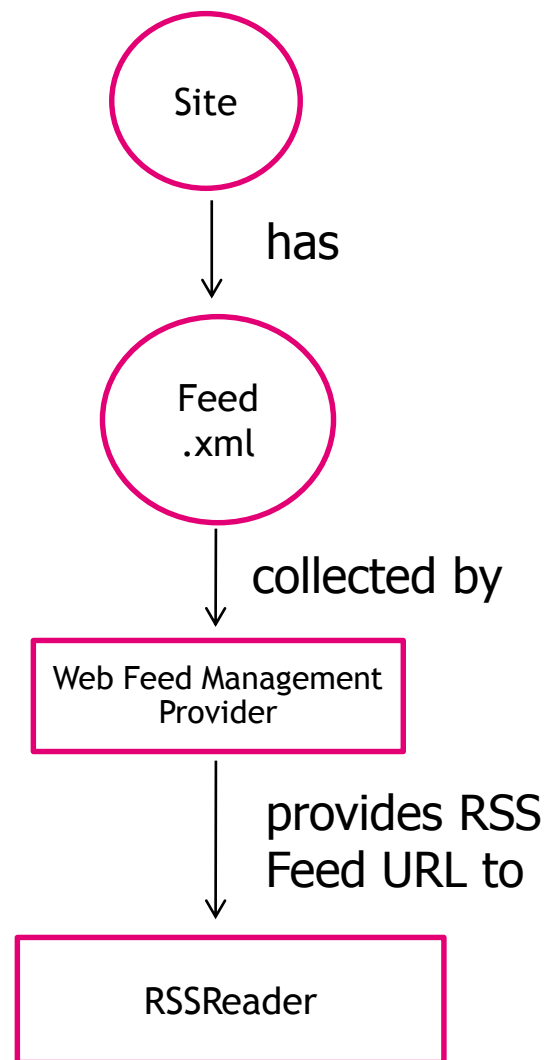 Site
has
Feed
.xml
collected by
Web Feed Management
Provider
provides RSS
Feed URL to
RSSReader